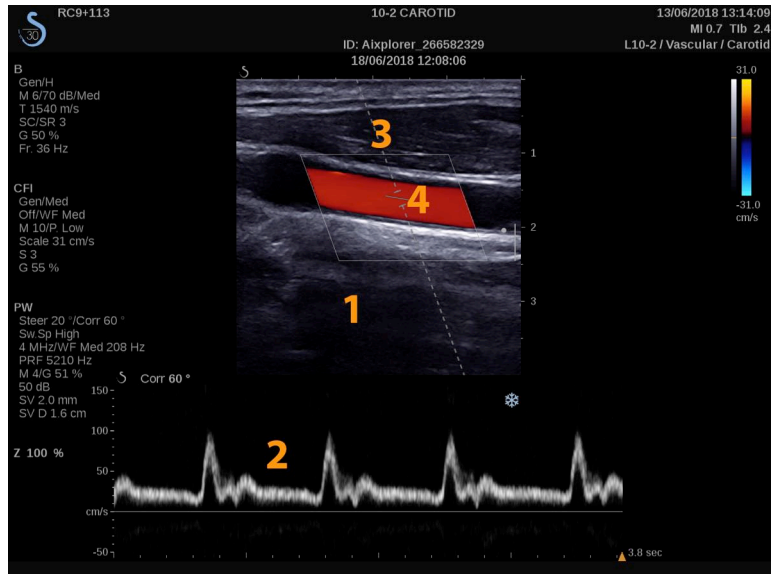 RC9+113
10-2 CAROTID
13/06/2018 13:14:09
MI 0.7 TIb 2.4
30
ID: Aixplorer_266582329
L10-2 / Vascular / Carotid
18/06/2018 12:08:06
B
Gen/H
M 6/70 dB/Med
T 1540 m/s
SC/SR 3
G 50 %
Fr. 36 Hz
CFI
Gen/Med
Off/WF Med
M 10/P. Low
Scale 31 cm/s
S 3
G 55 %
PW
Steer 20 °/Corr 60 °
Sw.Sp High
4 MHz/WF Med 208 Hz
PRF 5210 Hz
M 4/G 51 %
50 dB
SV 2.0 mm
SV D 1.6 cm
Z 100 %
3
4
1
1
2
3
31.0
-31.0
cm/s
Corr 60 °
150
100
50
cm/s
-50
2
3.8 sec